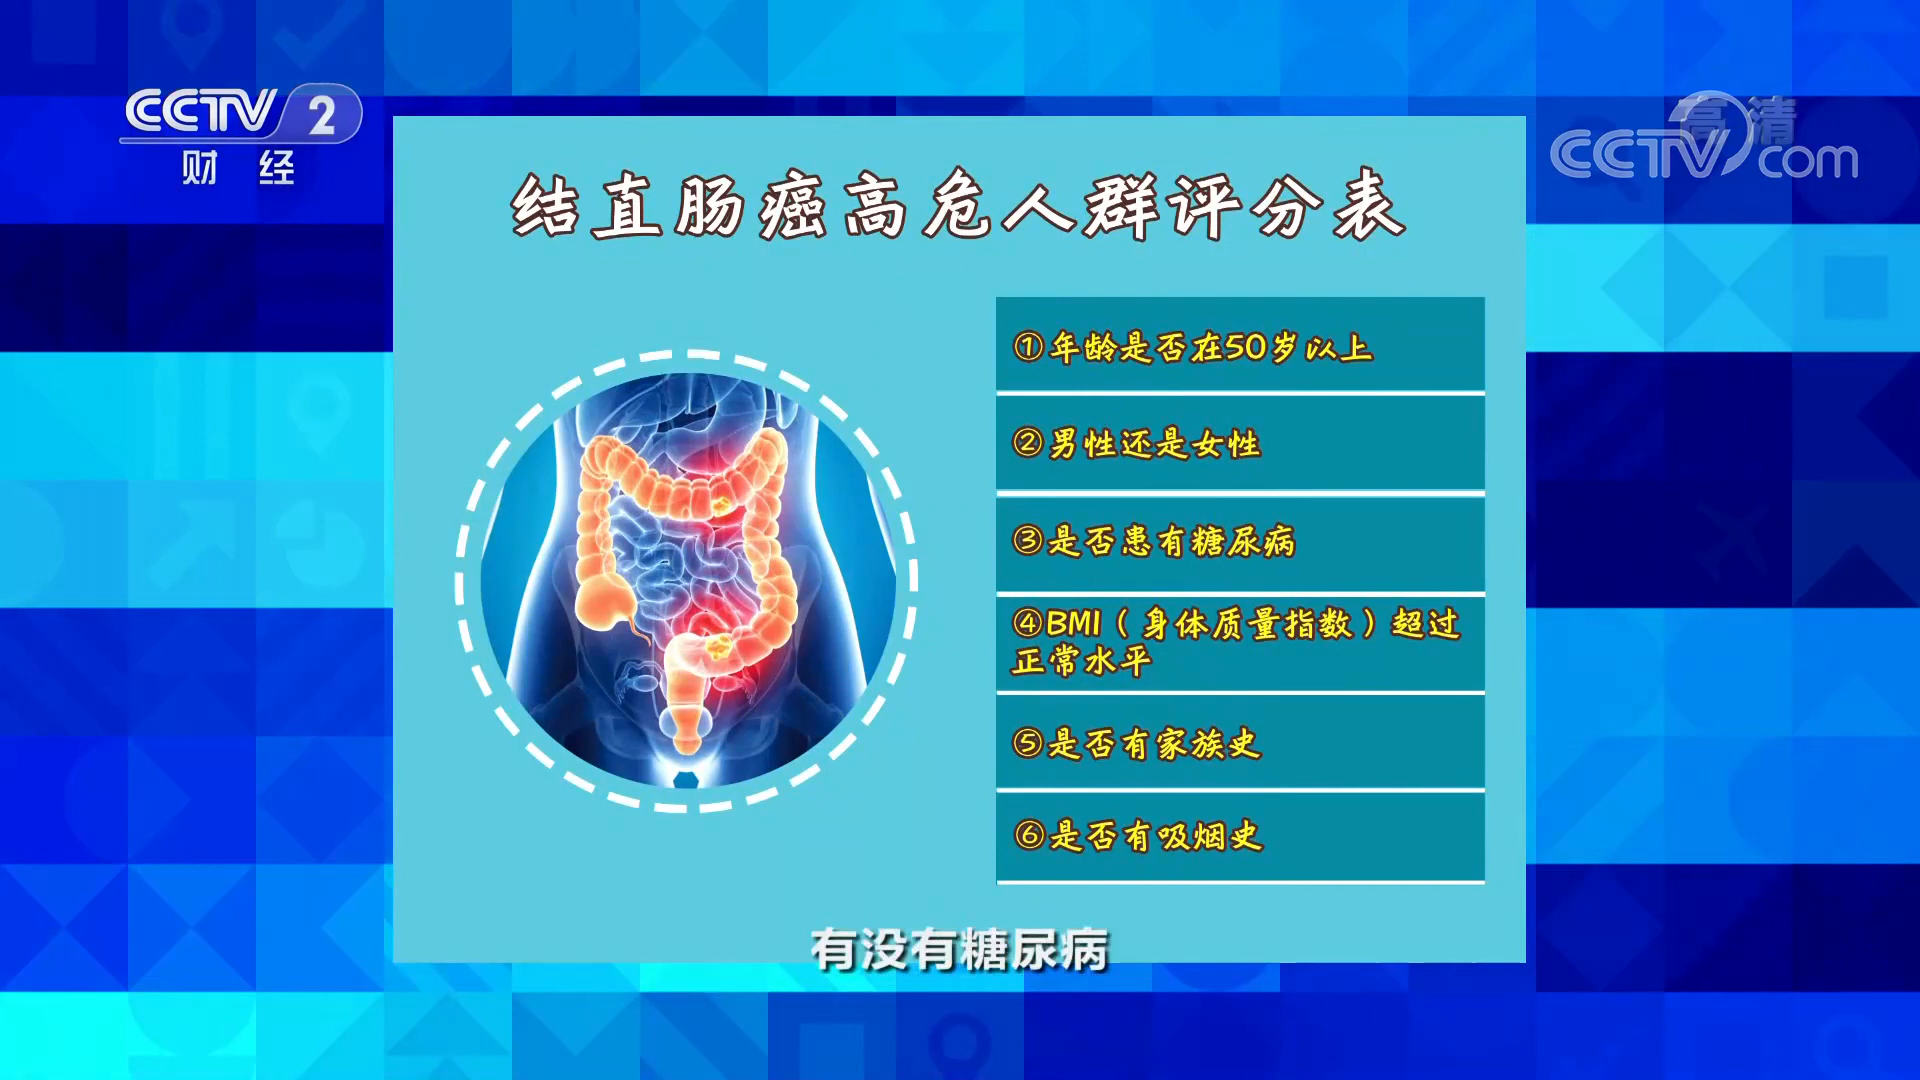 CCTV 2
财 经
高清
CCTV.com
结直肠癌高危人群评分表
①年龄是否在50岁以上
②男性还是女性
③是否患有糖尿病
④BMI（身体质量指数）超过
正常水平
⑤是否有家族史
⑥是否有吸烟史
有没有糖尿病